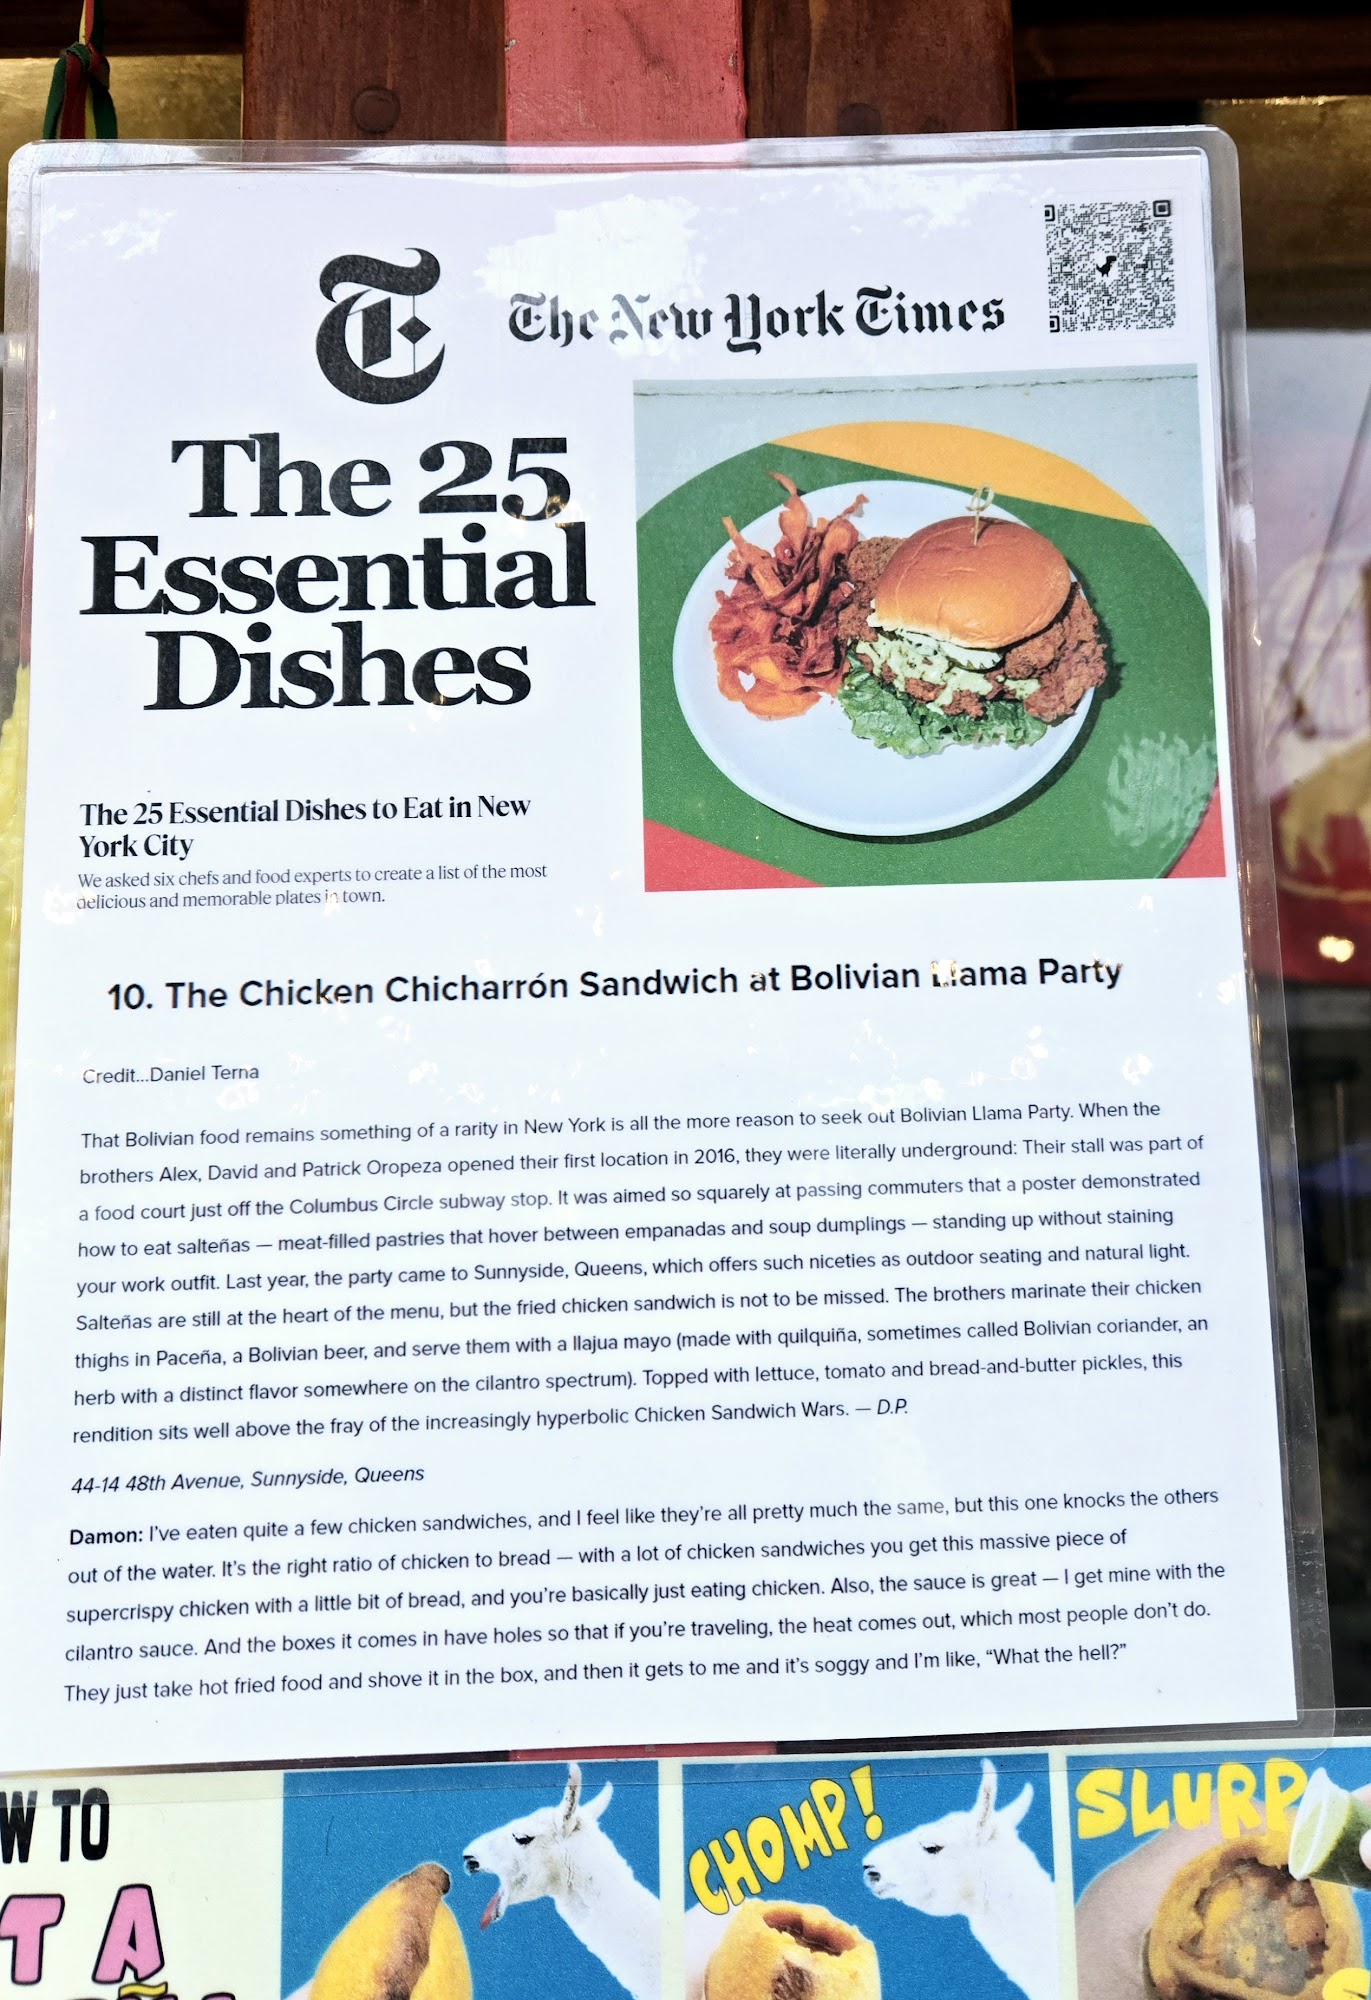 The New York Times
The 25
Essential
Dishes
The 25 Essential Dishes to Eat in New
York City
We asked six chefs and food experts to create a list of the most
delicious and memorable plates in town.
10. The Chicken Chicharrón Sandwich at Bolivian Llama Party
Credit...Daniel Terna
That Bolivian food remains something of a rarity in New York is all the more reason to seek out Bolivian Llama Party. When the
brothers Alex, David and Patrick Oropeza opened their first location in 2016, they were literally underground: Their stall was part of
a food court just off the Columbus Circle subway stop. It was aimed so squarely at passing commuters that a poster demonstrated
how to eat salteñas — meat-filled pastries that hover between empanadas and soup dumplings — standing up without staining
your work outfit. Last year, the party came to Sunnyside, Queens, which offers such niceties as outdoor seating and natural light.
Salteñas are still at the heart of the menu, but the fried chicken sandwich is not to be missed. The brothers marinate their chicken
thighs in Paceña, a Bolivian beer, and serve them with a llajua mayo (made with quilquiña, sometimes called Bolivian coriander, an
herb with a distinct flavor somewhere on the cilantro spectrum). Topped with lettuce, tomato and bread-and-butter pickles, this
rendition sits well above the fray of the increasingly hyperbolic Chicken Sandwich Wars. — D.P.
44-14 48th Avenue, Sunnyside, Queens
Damon: I've eaten quite a few chicken sandwiches, and I feel like they're all pretty much the same, but this one knocks the others
out of the water. It's the right ratio of chicken to bread — with a lot of chicken sandwiches you get this massive piece of
supercrispy chicken with a little bit of bread, and you're basically just eating chicken. Also, the sauce is great — I get mine with the
cilantro sauce. And the boxes it comes in have holes so that if you're traveling, the heat comes out, which most people don't do.
They just take hot fried food and shove it in the box, and then it gets to me and it's soggy and I'm like, "What the hell?"
W TO
T A
CHOMP!
SLURP